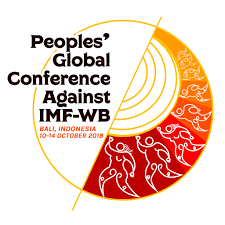 Peoples'
Global
Conference
Against
IMF-WB
BALI, INDONESIA
10-14 OCTOBER 2018